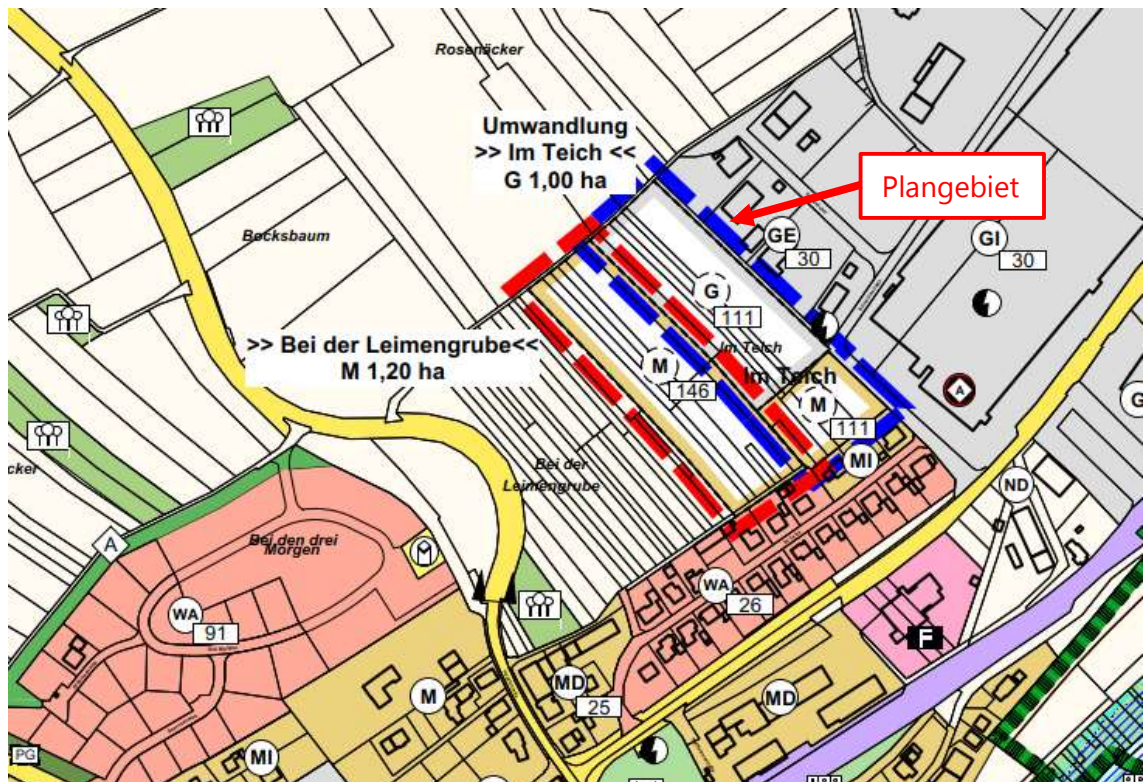 Rosenäcker
Umwandlung
>> Im Teich <<
G 1,00 ha
Plangebiet
GE
30
GI
30
Bocksbaum
G
111
Im Teich
>> Bei der Leimengrube<<
M 1,20 ha
M
146
Im Teich
M
111
A
G
MI
cker
Bei der
Leimengrube
ND
A
Bei den drei
Morgen
WA
91
WA
26
F
M
MD
25
MD
PG
MI